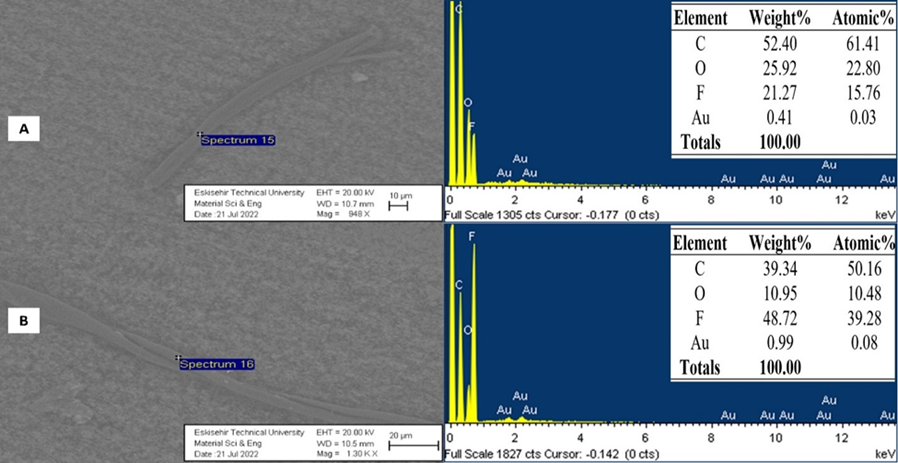 A
Spectrum 15
Eskisehir Technical University EHT = 20.00 kV
Material Sci & Eng WD = 10.7 mm 10 µm
Date :21 Jul 2022 Mag = 948 X
C
O
F
Au
Au Au
Au
Au Au Au Au Au
0 2 4 6 8 10 12
Full Scale 1305 cts Cursor: -0.177 (0 cts) keV
Element Weight% Atomic%
C 52.40 61.41
O 25.92 22.80
F 21.27 15.76
Au 0.41 0.03
Totals 100.00
B
Spectrum 16
Eskisehir Technical University EHT = 20.00 kV
Material Sci & Eng WD = 10.5 mm 20 µm
Date :21 Jul 2022 Mag = 1.30 K X
F
C
O
Au
Au Au
Au
Au Au Au Au Au
0 2 4 6 8 10 12
Full Scale 1827 cts Cursor: -0.142 (0 cts) keV
Element Weight% Atomic%
C 39.34 50.16
O 10.95 10.48
F 48.72 39.28
Au 0.99 0.08
Totals 100.00